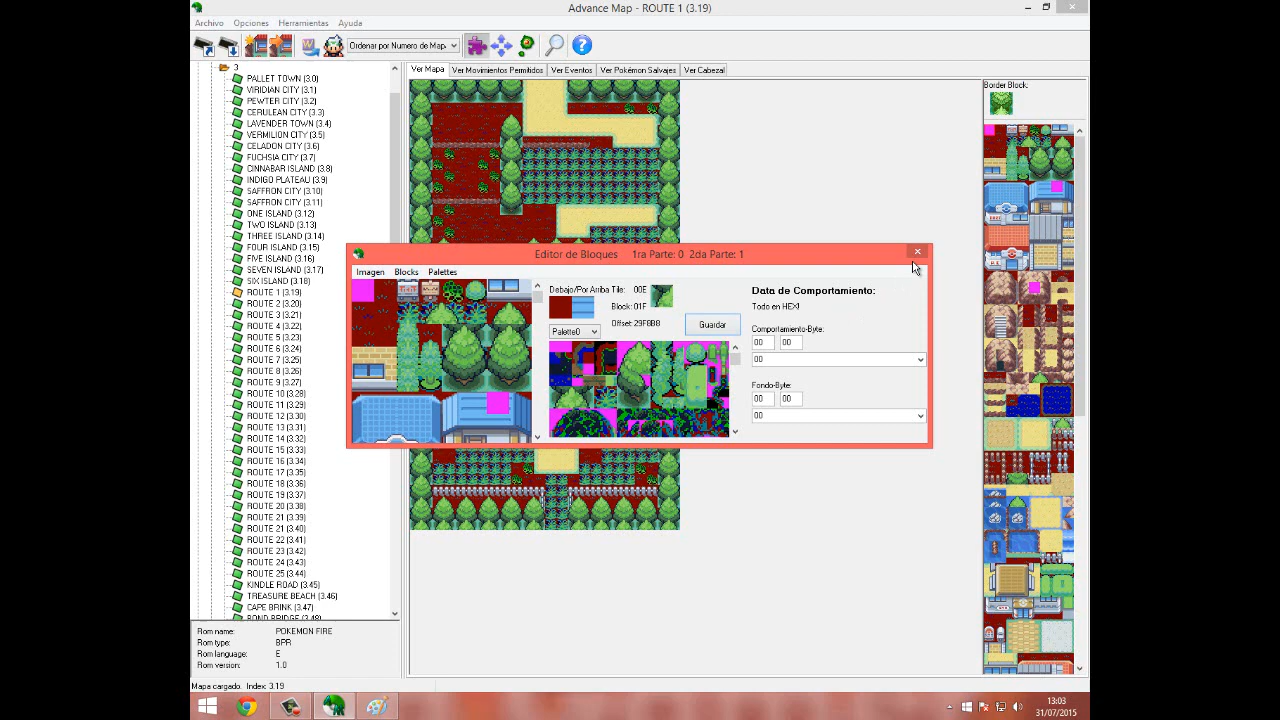 Advance Map - ROUTE 1 (3.19)
Archivo Opciones Herramientas Ayuda
Ordenar por Numero de Map
Ver Mapa Ver Movimientos Permitidos Ver Eventos Ver Pokémon Salvajes Ver Cabezal
3
PALLET TOWN (3.0)
VIRIDIAN CITY (3.1)
PEWTER CITY (3.2)
CERULEAN CITY (3.3)
LAVENDER TOWN (3.4)
VERMILION CITY (3.5)
CELADON CITY (3.6)
FUCHSIA CITY (3.7)
CINNABAR ISLAND (3.8)
INDIGO PLATEAU (3.9)
SAFFRON CITY (3.10)
SAFFRON CITY (3.11)
ONE ISLAND (3.12)
TWO ISLAND (3.13)
THREE ISLAND (3.14)
FOUR ISLAND (3.15)
FIVE ISLAND (3.16)
SEVEN ISLAND (3.17)
SIX ISLAND (3.18)
ROUTE 1 (3.19)
ROUTE 2 (3.20)
ROUTE 3 (3.21)
ROUTE 4 (3.22)
ROUTE 5 (3.23)
ROUTE 6 (3.24)
ROUTE 7 (3.25)
ROUTE 8 (3.26)
ROUTE 9 (3.27)
ROUTE 10 (3.28)
ROUTE 11 (3.29)
ROUTE 12 (3.30)
ROUTE 13 (3.31)
ROUTE 14 (3.32)
ROUTE 15 (3.33)
ROUTE 16 (3.34)
ROUTE 17 (3.35)
ROUTE 18 (3.36)
ROUTE 19 (3.37)
ROUTE 20 (3.38)
ROUTE 21 (3.39)
ROUTE 21 (3.40)
ROUTE 22 (3.41)
ROUTE 23 (3.42)
ROUTE 24 (3.43)
ROUTE 25 (3.44)
KINDLE ROAD (3.45)
TREASURE BEACH (3.46)
CAPE BRINK (3.47)
BOND BRIDGE (3.48)
Rom name: POKEMON FIRE
Rom type: BPR
Rom language: E
Rom version: 1.0
Mapa cargado. Index: 3.19
Border Block:
Editor de Bloques 1ra Parte: 0 2da Parte: 1
Imagen Blocks Palettes
Debajo/Por Arriba Tile: 00E
Block: 01F
Offset: 29F8B8
Palette0
Guardar
Data de Comportamiento:
Todo en HEX!
Comportamiento-Byte:
00 00
00
Fondo-Byte:
00 00
00
13:03
31/07/2015